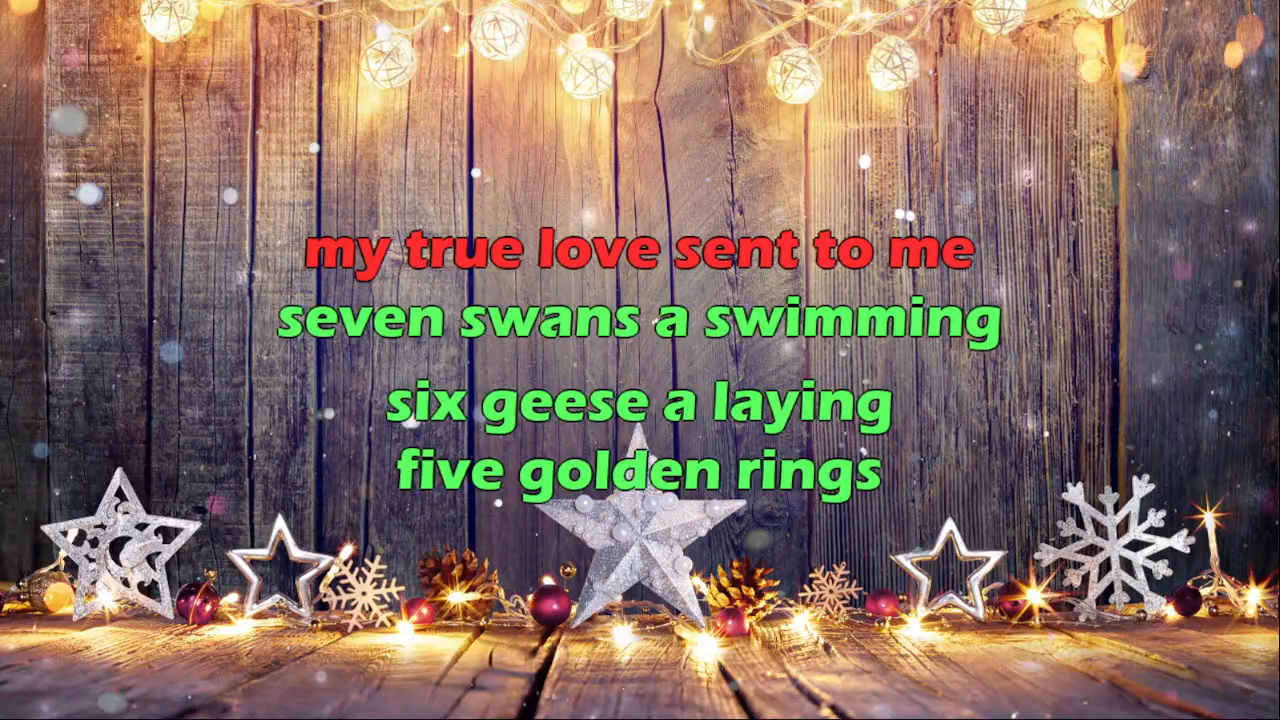 my true love sent to me
seven swans a swimming
six geese a laying
five golden rings